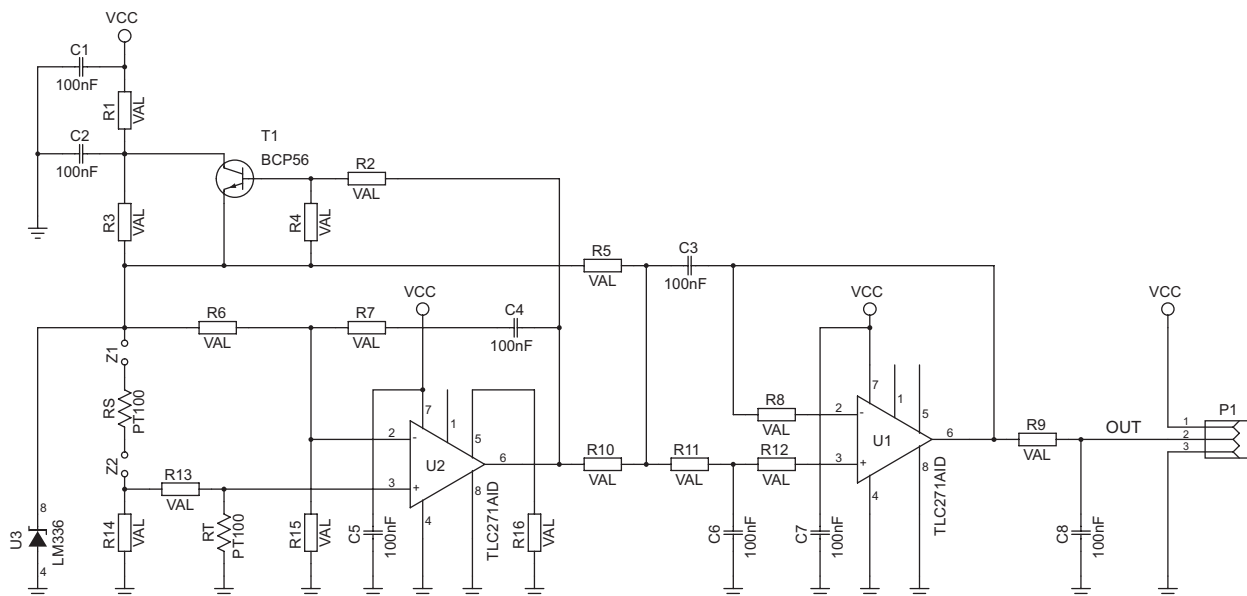 VCC
C1
100nF
R1
VAL
C2
100nF
T1
BCP56
R2
VAL
R3
VAL
R4
VAL
R5
VAL
C3
100nF
VCC
VCC
VCC
R6
VAL
R7
VAL
C4
100nF
Z1
RS
PT100
Z2
R8
VAL
7
1
5
2
-
U1
6
3
+
8
4
TLC271AID
R9
VAL
OUT
P1
1
2
3
7
1
5
2
-
U2
6
3
+
8
4
TLC271AID
R10
VAL
R11
VAL
R12
VAL
R13
VAL
8
U3
LM336
4
R14
VAL
RT
PT100
R15
VAL
C5
100nF
R16
VAL
C6
100nF
C7
100nF
C8
100nF